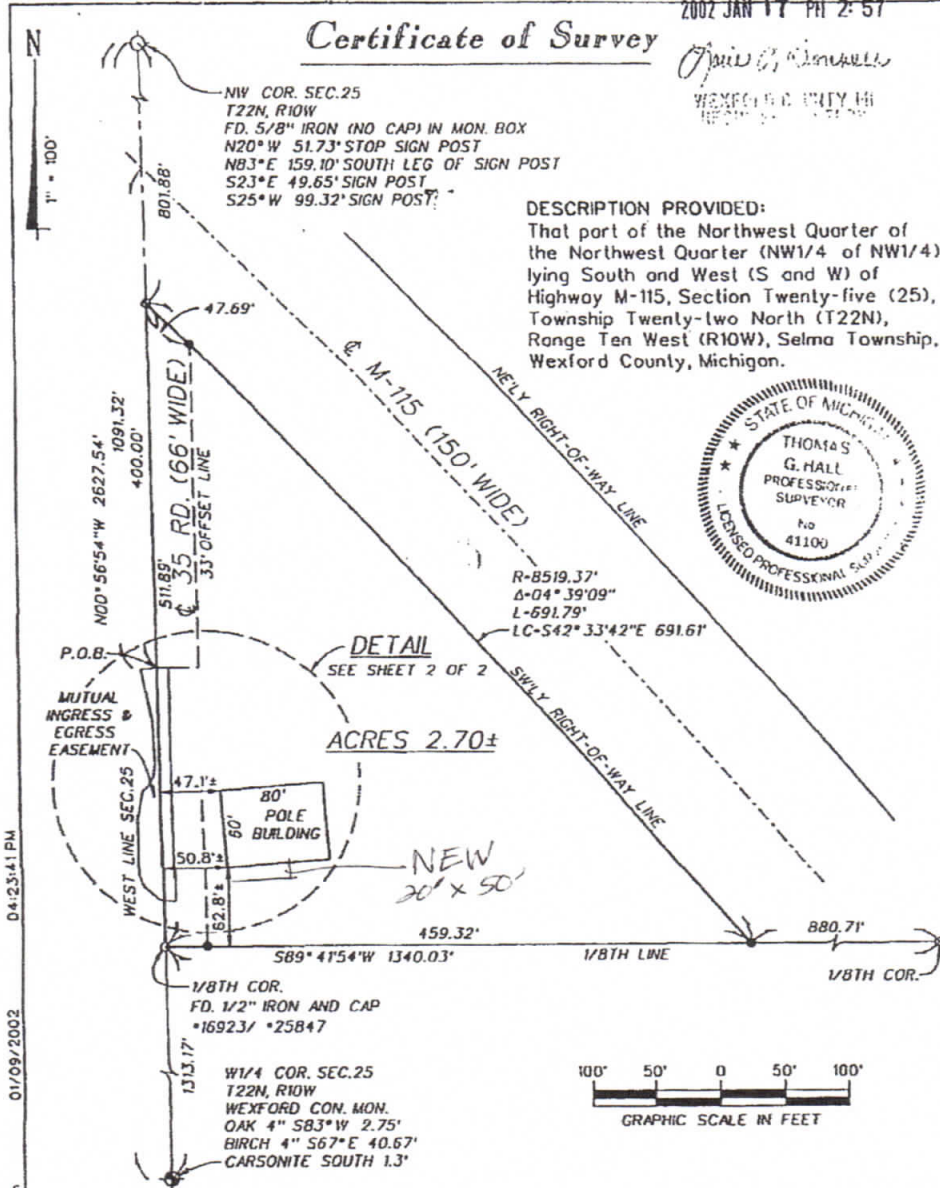 2002 JAN 17 PM 2:57
Certificate of Survey
N
1" = 100'
NW COR. SEC.25
T22N, R10W
FD. 5/8" IRON (NO CAP) IN MON. BOX
N20°W 51.73' STOP SIGN POST
N83°E 159.10' SOUTH LEG OF SIGN POST
S23°E 49.65' SIGN POST
S25°W 99.32' SIGN POST
801.88'
DESCRIPTION PROVIDED:
That part of the Northwest Quarter of
the Northwest Quarter (NW1/4 of NW1/4)
lying South and West (S and W) of
Highway M-115, Section Twenty-five (25),
Township Twenty-two North (T22N),
Range Ten West (R10W), Selma Township,
Wexford County, Michigan.
47.69'
℄ M-115 (150' WIDE)
NE'LY RIGHT-OF-WAY LINE
STATE OF MICHIGAN
THOMAS
G. HALL
PROFESSIONAL
SURVEYOR
No
41100
LICENSED PROFESSIONAL
N00°56'54"W 2627.54'
1091.32'
400.00'
511.89'
℄ 35 RD. (66' WIDE)
33' OFFSET LINE
R-8519.37'
Δ-04°39'09"
L-691.79'
LC-S42°33'42"E 691.61'
SW'LY RIGHT-OF-WAY LINE
P.O.B.
DETAIL
SEE SHEET 2 OF 2
MUTUAL
INGRESS &
EGRESS
EASEMENT
ACRES 2.70±
WEST LINE SEC.25
47.1'±
80'
60'
POLE
BUILDING
50.8'±
62.8'±
NEW
20' x 50'
459.32'
880.71'
S89°41'54"W 1340.03'
1/8TH LINE
1/8TH COR.
1/8TH COR.
FD. 1/2" IRON AND CAP
*16923/ *25847
1313.17'
W1/4 COR. SEC.25
T22N, R10W
WEXFORD CON. MON.
OAK 4" S83°W 2.75'
BIRCH 4" S67°E 40.67'
CARSONITE SOUTH 1.3'
100' 50' 0' 50' 100'
GRAPHIC SCALE IN FEET
01/09/2002 04:23:41 PM